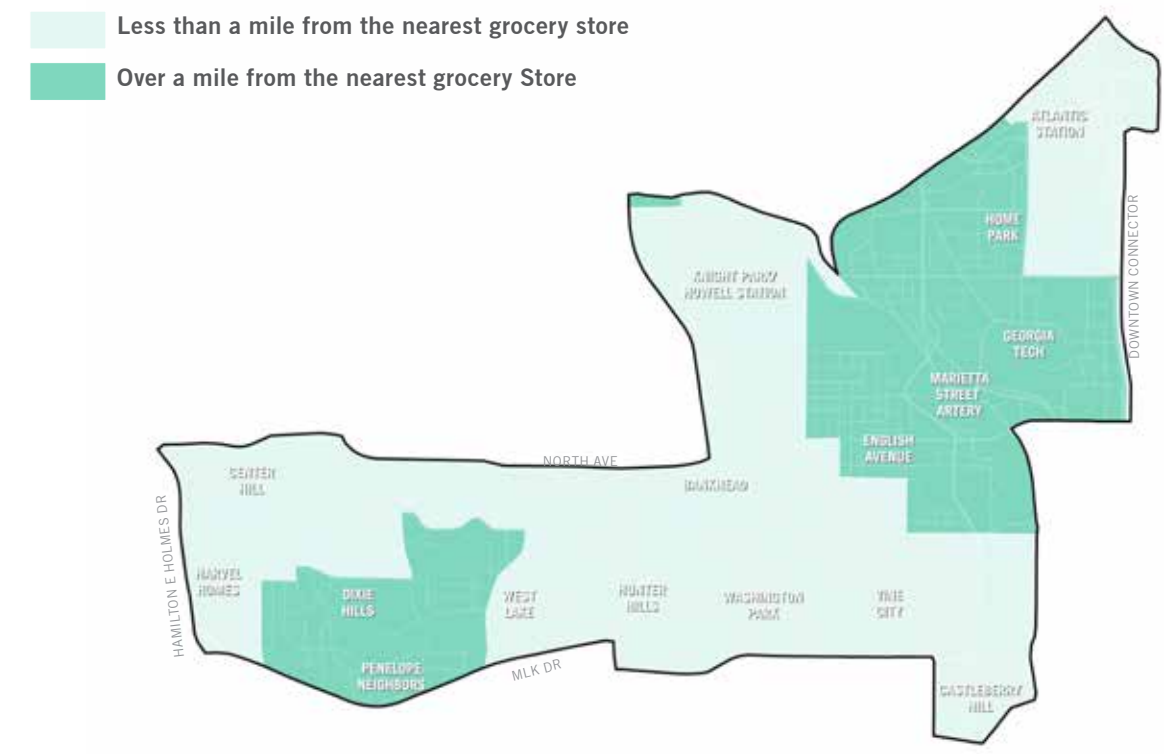 Less than a mile from the nearest grocery store
Over a mile from the nearest grocery Store
ATLANTIS
STATION
DOWNTOWN CONNECTOR
HOME
PARK
KNIGHT PARK/
HOWELL STATION
GEORGIA
TECH
MARIETTA
STREET
ARTERY
ENGLISH
AVENUE
NORTH AVE
CENTER
HILL
BANKHEAD
HAMILTON E HOLMES DR
HARVEL
HOMES
DIXIE
HILLS
WEST
LAKE
HUNTER
HILLS
WASHINGTON
PARK
VINE
CITY
PENELOPE
NEIGHBORS
MLK DR
CASTLEBERRY
HILL